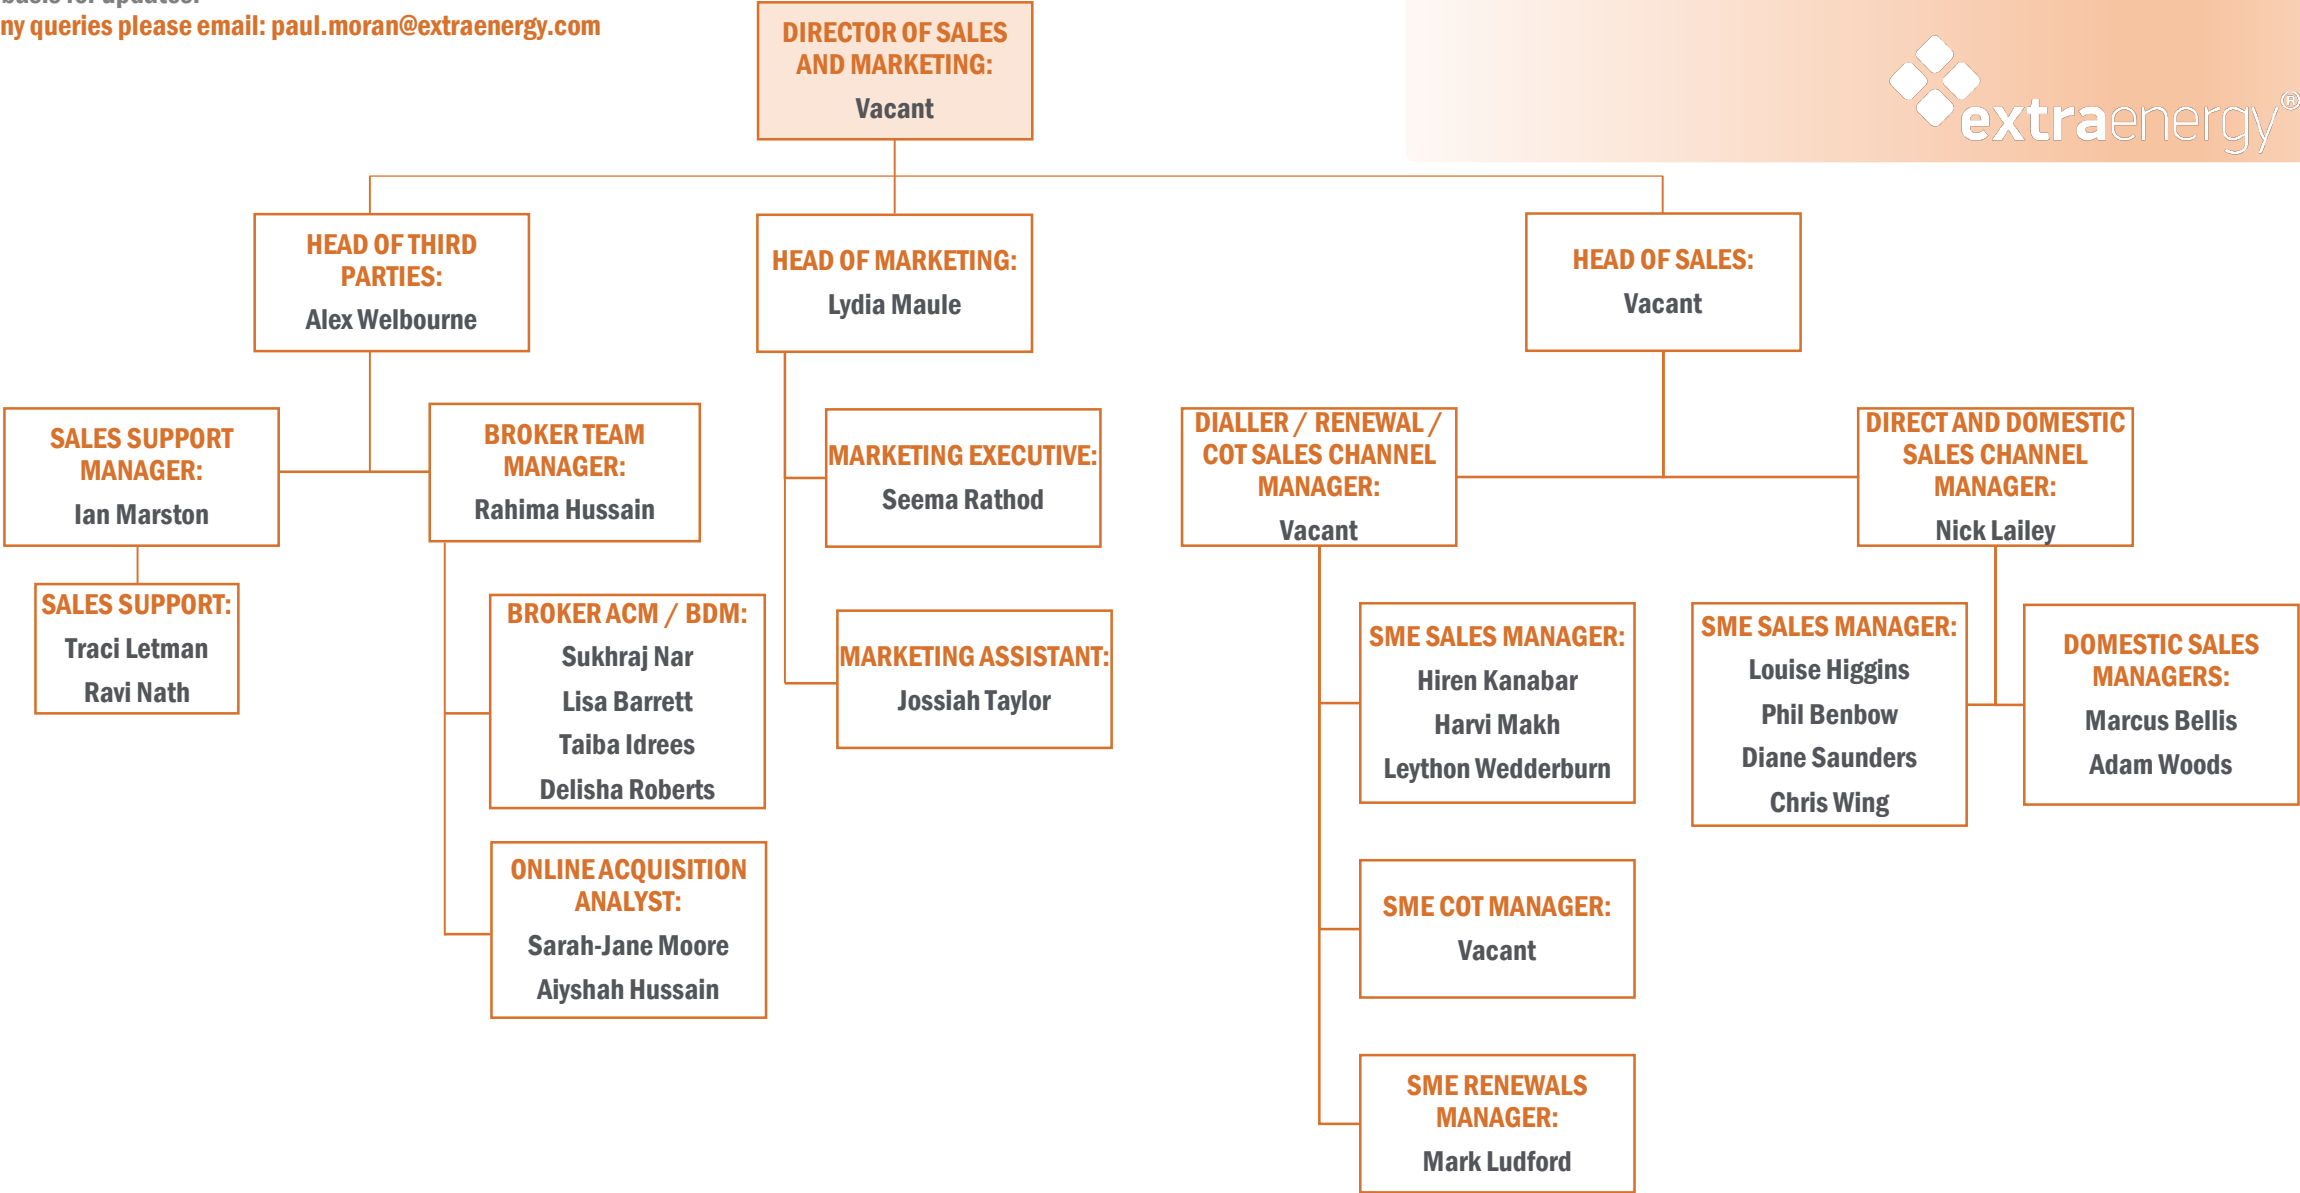 basis for updates.
ny queries please email: paul.moran@extraenergy.com
extraenergy®
DIRECTOR OF SALES
AND MARKETING:
Vacant
HEAD OF THIRD
PARTIES:
Alex Welbourne
HEAD OF MARKETING:
Lydia Maule
HEAD OF SALES:
Vacant
SALES SUPPORT
MANAGER:
Ian Marston
BROKER TEAM
MANAGER:
Rahima Hussain
MARKETING EXECUTIVE:
Seema Rathod
DIALLER / RENEWAL /
COT SALES CHANNEL
MANAGER:
Vacant
DIRECT AND DOMESTIC
SALES CHANNEL
MANAGER:
Nick Lailey
SALES SUPPORT:
Traci Letman
Ravi Nath
BROKER ACM / BDM:
Sukhraj Nar
Lisa Barrett
Taiba Idrees
Delisha Roberts
MARKETING ASSISTANT:
Jossiah Taylor
SME SALES MANAGER:
Hiren Kanabar
Harvi Makh
Leython Wedderburn
SME SALES MANAGER:
Louise Higgins
Phil Benbow
Diane Saunders
Chris Wing
DOMESTIC SALES
MANAGERS:
Marcus Bellis
Adam Woods
ONLINE ACQUISITION
ANALYST:
Sarah-Jane Moore
Aiyshah Hussain
SME COT MANAGER:
Vacant
SME RENEWALS
MANAGER:
Mark Ludford